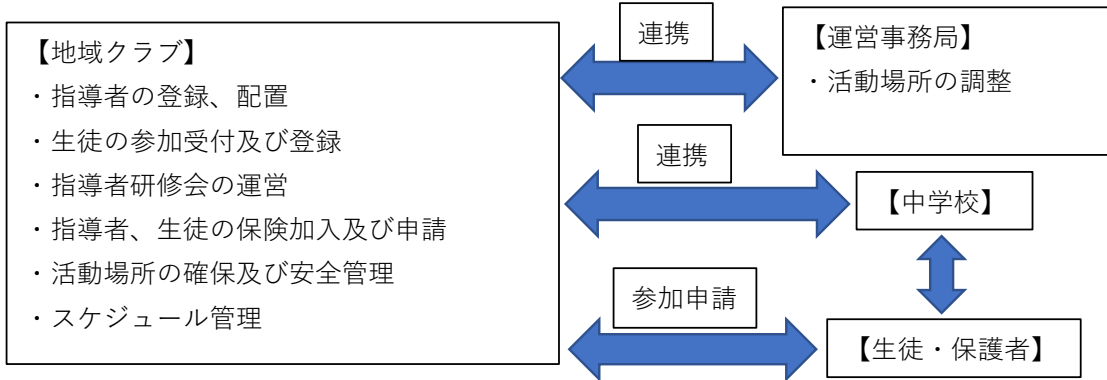 【地域クラブ】
・指導者の登録、配置
・生徒の参加受付及び登録
・指導者研修会の運営
・指導者、生徒の保険加入及び申請
・活動場所の確保及び安全管理
・スケジュール管理
連携
【運営事務局】
・活動場所の調整
連携
【中学校】
参加申請
【生徒・保護者】